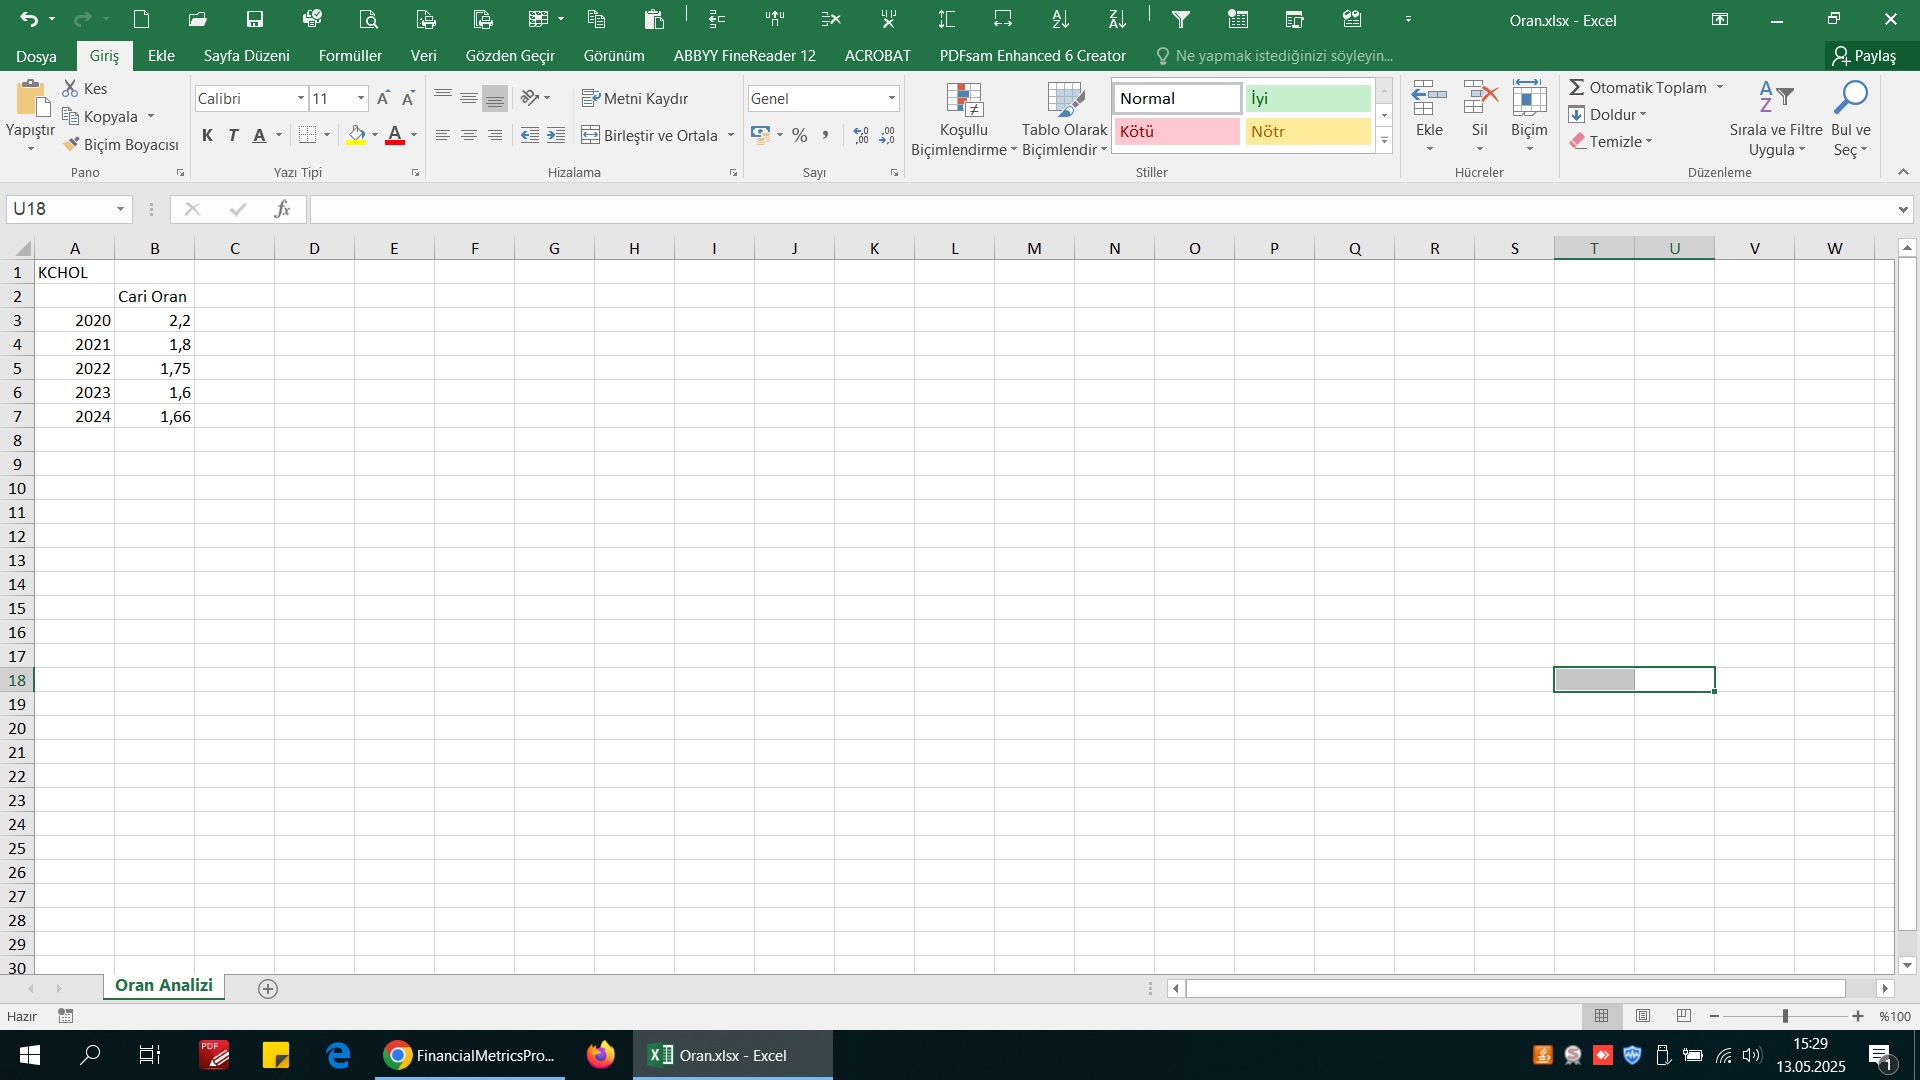 Oran.xlsx - Excel
Dosya Giriş Ekle Sayfa Düzeni Formüller Veri Gözden Geçir Görünüm ABBYY FineReader 12 ACROBAT PDFsam Enhanced 6 Creator Ne yapmak istediğinizi söyleyin... Paylaş
Yapıştır
Kes
Kopyala
Biçim Boyacısı
Pano
Calibri 11
K T A
Yazı Tipi
Metni Kaydır
Birleştir ve Ortala
Hizalama
Genel
%
Sayı
Koşullu
Biçimlendirme
Tablo Olarak
Biçimlendir
Normal İyi
Kötü Nötr
Stiller
Ekle Sil Biçim
Hücreler
Otomatik Toplam
Doldur
Temizle
Sırala ve Filtre
Uygula
Bul ve
Seç
Düzenleme
U18 fx
A B C D E F G H I J K L M N O P Q R S T U V W
1 KCHOL
2 Cari Oran
3 2020 2,2
4 2021 1,8
5 2022 1,75
6 2023 1,6
7 2024 1,66
8
9
10
11
12
13
14
15
16
17
18
19
20
21
22
23
24
25
26
27
28
29
30
Oran Analizi
Hazır %100
PDF FinancialMetricsPro... Oran.xlsx - Excel
15:29
13.05.2025
1